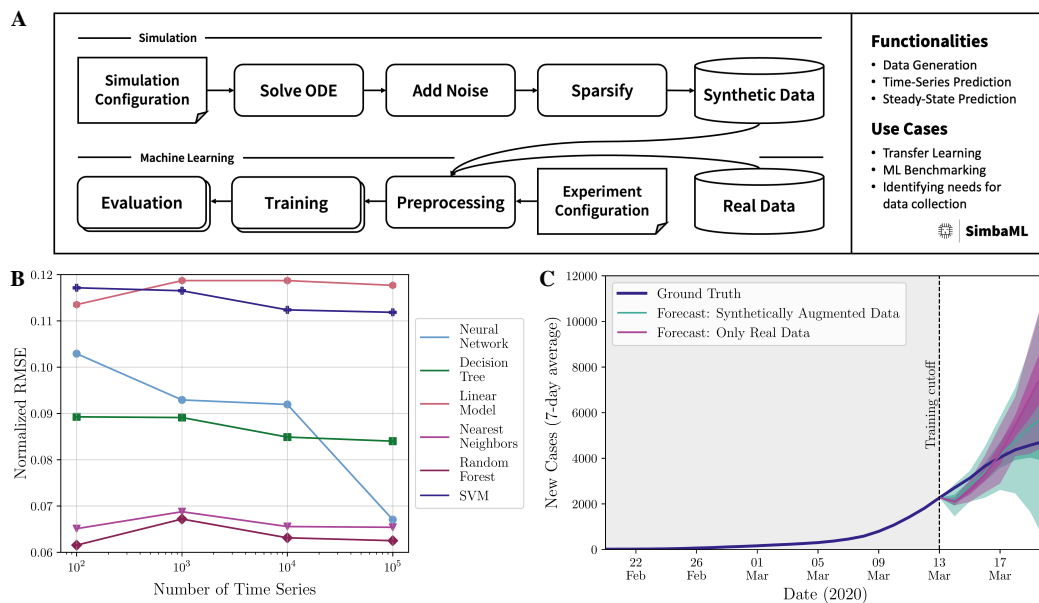 A
Simulation
Simulation
Configuration
Solve ODE
Add Noise
Sparsify
Synthetic Data
Machine Learning
Evaluation
Training
Preprocessing
Experiment
Configuration
Real Data
Functionalities
• Data Generation
• Time-Series Prediction
• Steady-State Prediction
Use Cases
• Transfer Learning
• ML Benchmarking
• Identifying needs for
data collection
SimbaML
B
0.12
0.11
0.10
0.09
0.08
0.07
0.06
Normalized RMSE
10²
10³
10⁴
10⁵
Number of Time Series
Neural
Network
Decision
Tree
Linear
Model
Nearest
Neighbors
Random
Forest
SVM
C
12000
10000
8000
6000
4000
2000
0
New Cases (7-day average)
Ground Truth
Forecast: Synthetically Augmented Data
Forecast: Only Real Data
Training cutoff
22
Feb
26
Feb
01
Mar
05
Mar
09
Mar
13
Mar
17
Mar
Date (2020)